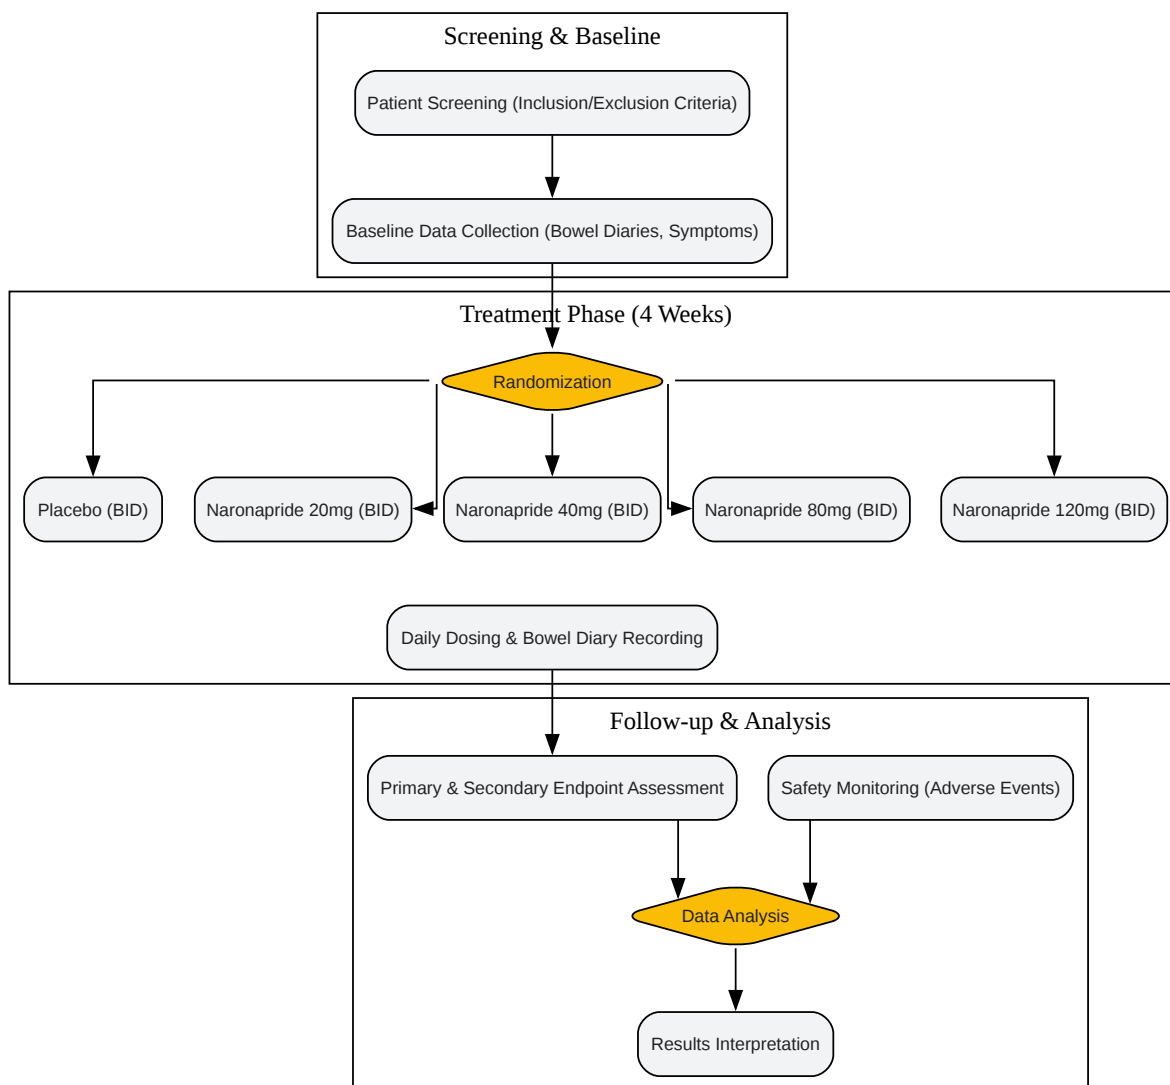 Screening & Baseline
Patient Screening (Inclusion/Exclusion Criteria)
Baseline Data Collection (Bowel Diaries, Symptoms)
Treatment Phase (4 Weeks)
Randomization
Placebo (BID)
Naronapride 20mg (BID)
Naronapride 40mg (BID)
Naronapride 80mg (BID)
Naronapride 120mg (BID)
Daily Dosing & Bowel Diary Recording
Follow-up & Analysis
Primary & Secondary Endpoint Assessment
Safety Monitoring (Adverse Events)
Data Analysis
Results Interpretation